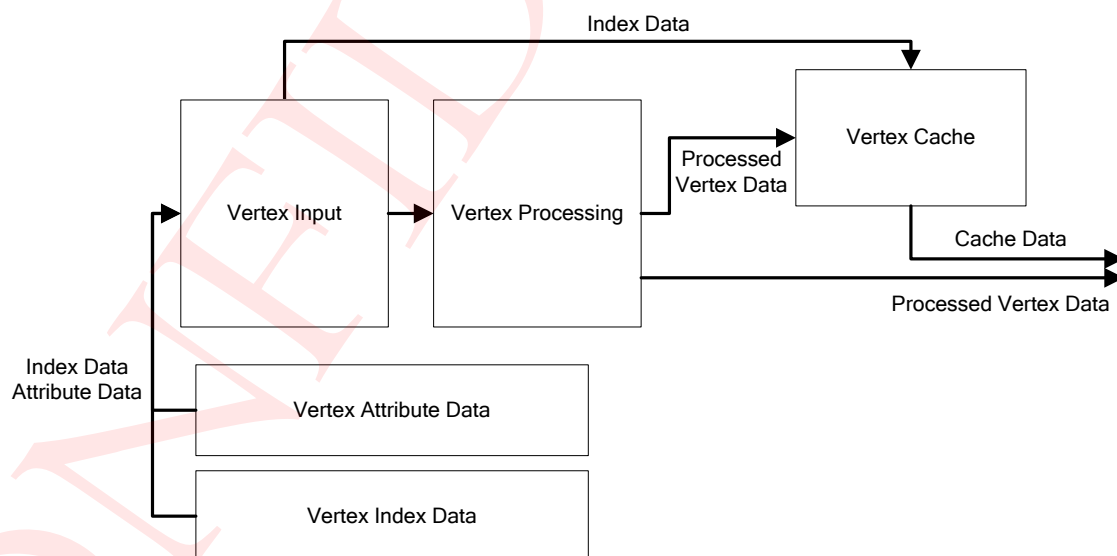 Index Data
Vertex Cache
Processed
Vertex Data
Vertex Input
Vertex Processing
Cache Data
Processed Vertex Data
Index Data
Attribute Data
Vertex Attribute Data
Vertex Index Data